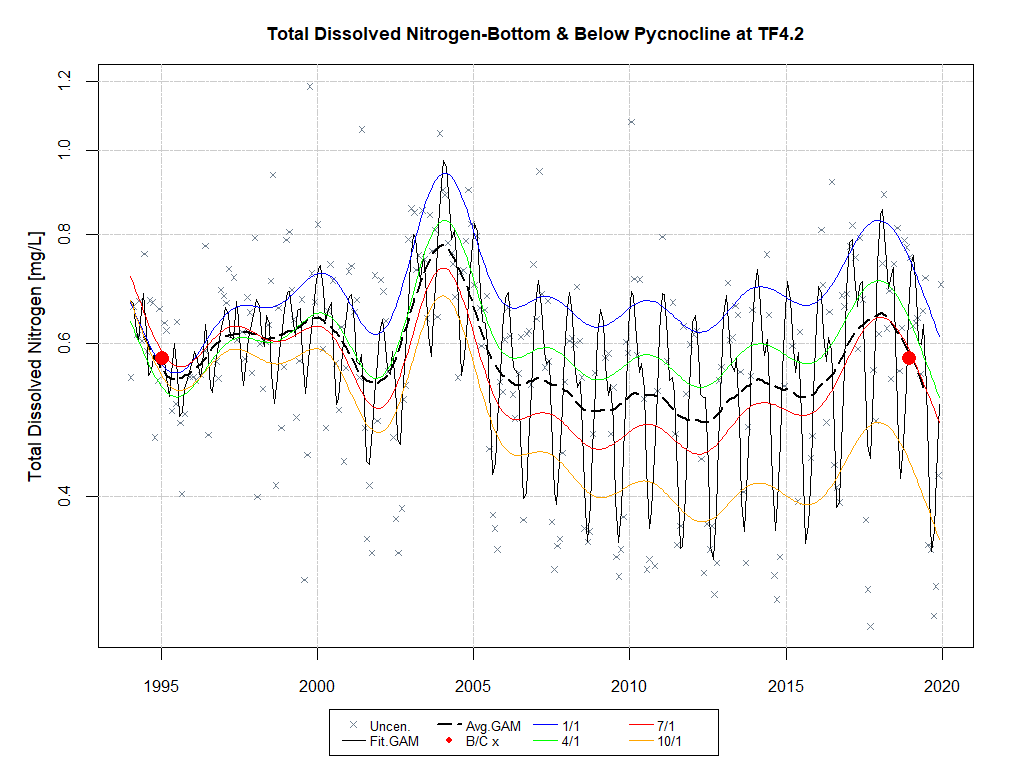 Total Dissolved Nitrogen-Bottom & Below Pycnocline at TF4.2
Total Dissolved Nitrogen [mg/L]
1.2
1.0
0.8
0.6
0.4
1995 2000 2005 2010 2015 2020
Uncen. Avg.GAM 1/1 7/1
Fit.GAM B/C x 4/1 10/1